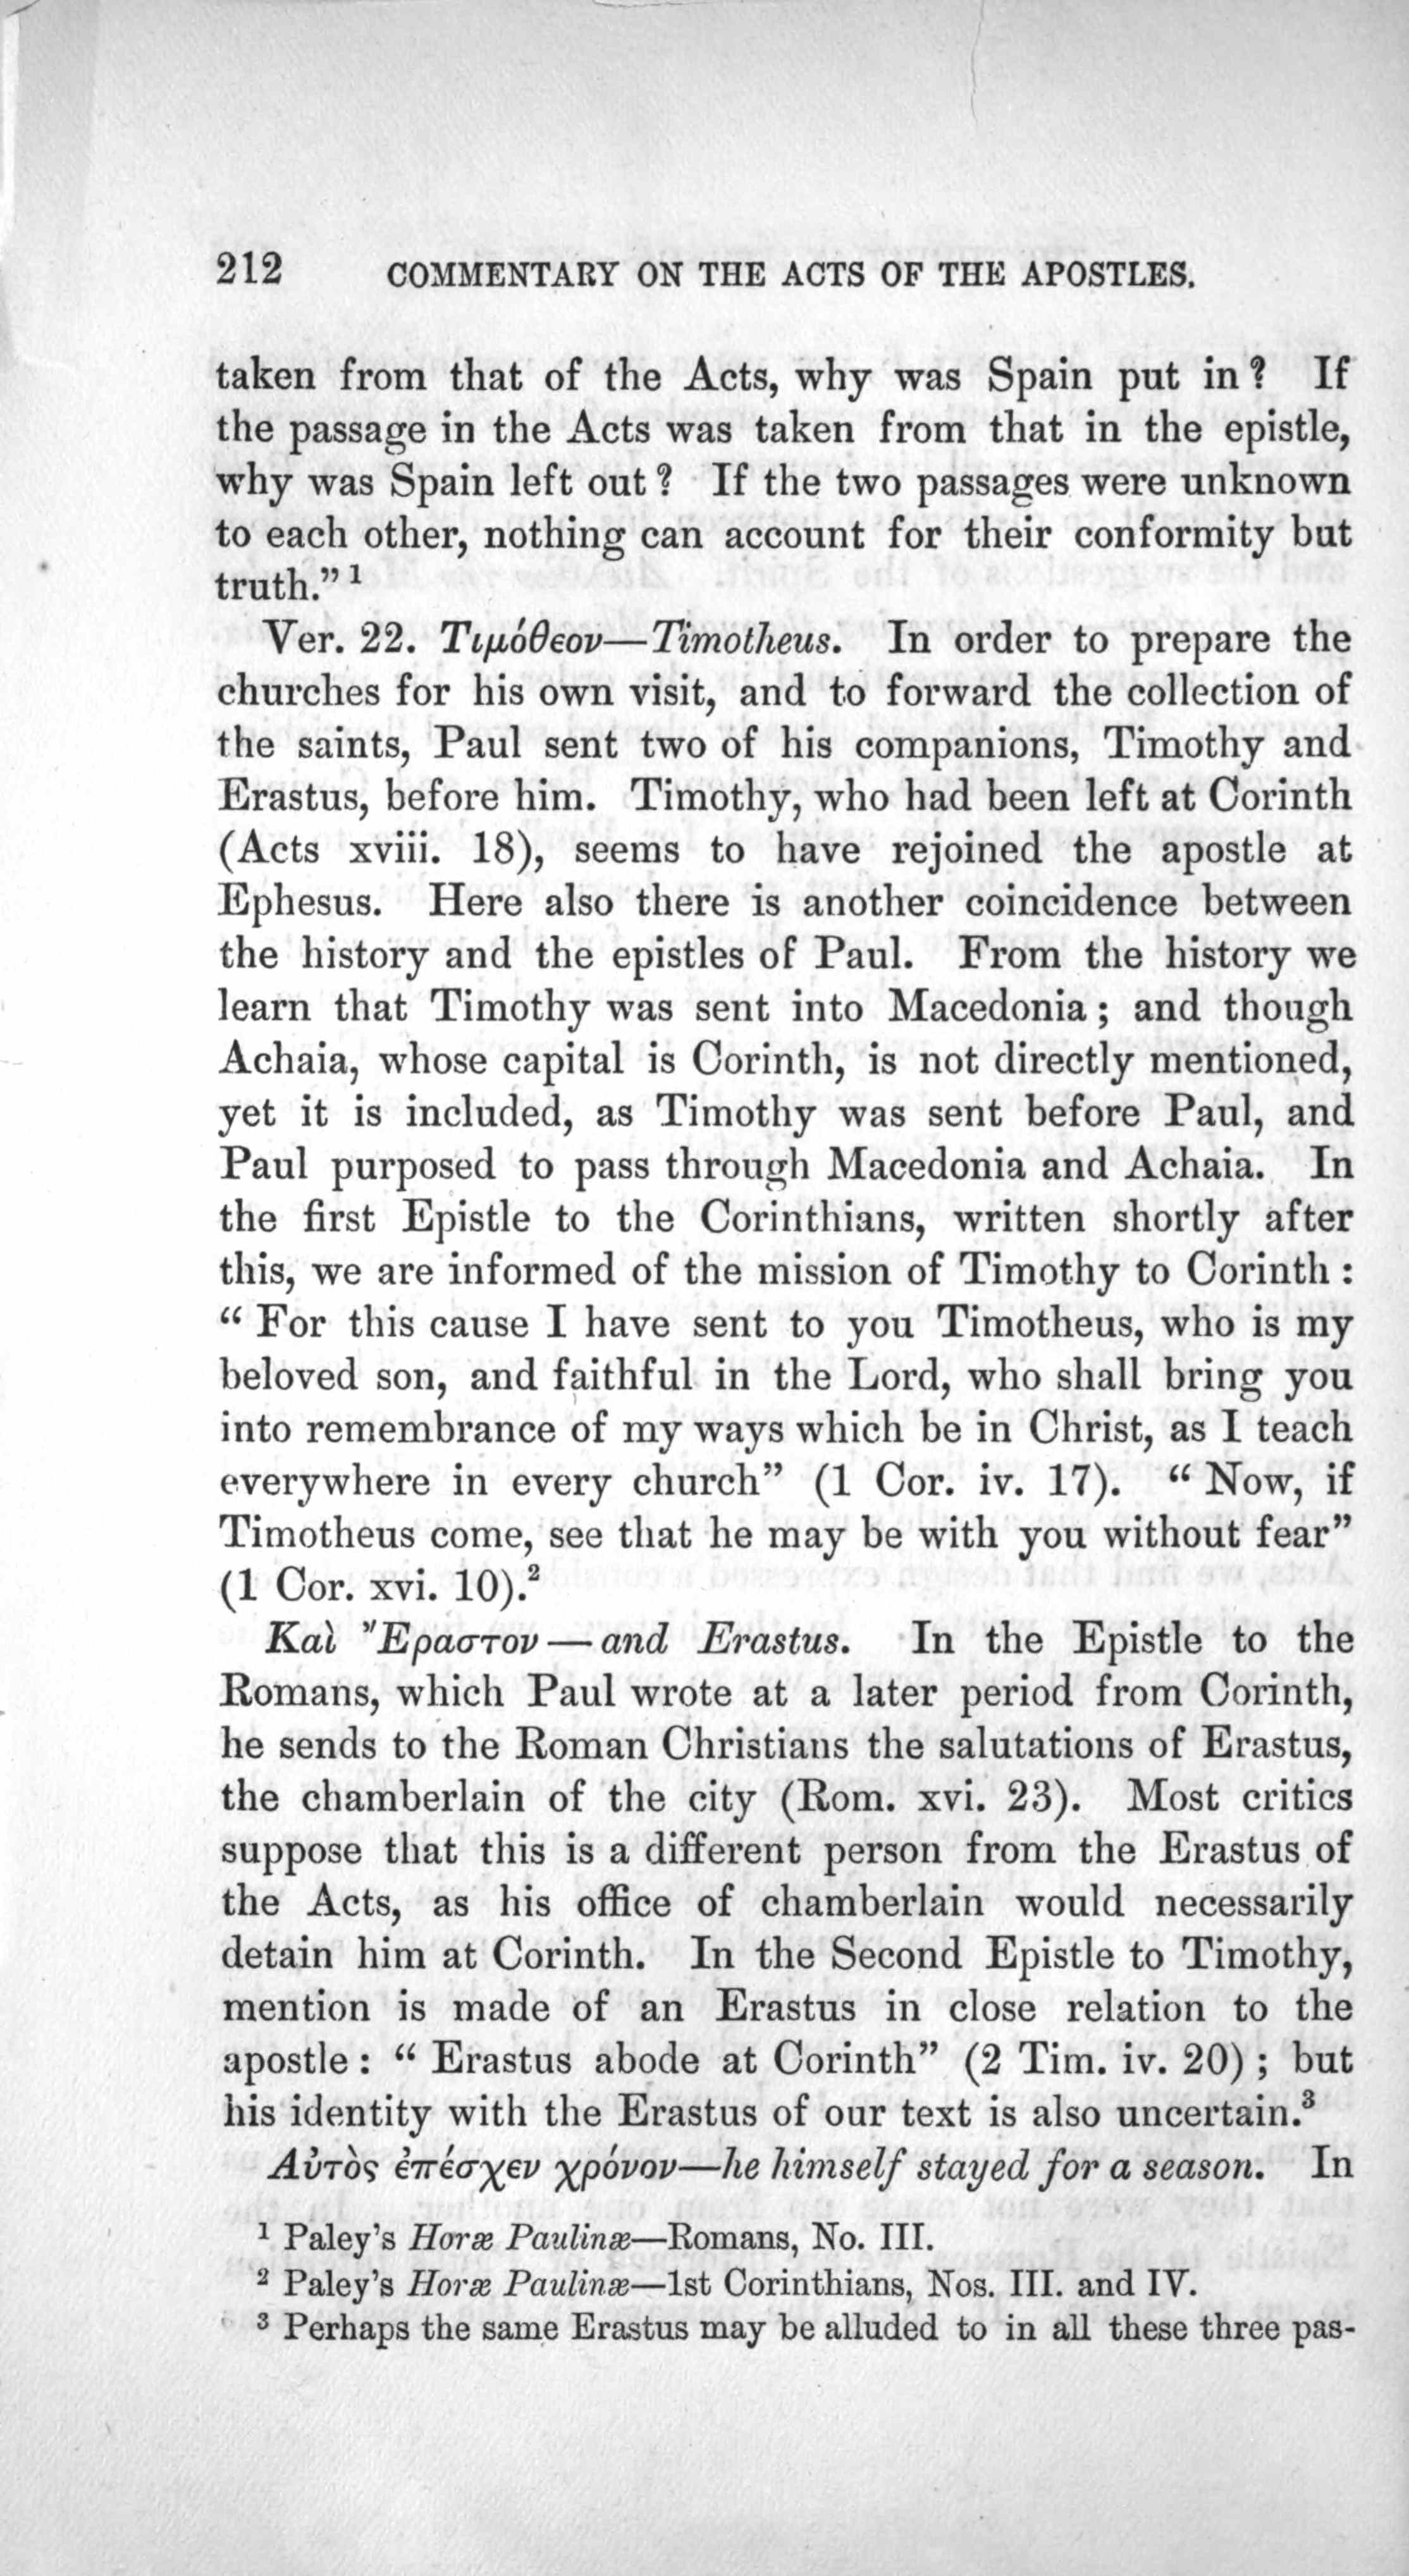 212 COMMENTARY ON THE ACTS OF THE APOSTLES.
taken from that of the Acts, why was Spain put in? If
the passage in the Acts was taken from that in the epistle,
why was Spain left out? If the two passages were unknown
to each other, nothing can account for their conformity but
truth.” 1
Ver. 22. Τιμόθεον—Timotheus. In order to prepare the
churches for his own visit, and to forward the collection of
the saints, Paul sent two of his companions, Timothy and
Erastus, before him. Timothy, who had been left at Corinth
(Acts xviii. 18), seems to have rejoined the apostle at
Ephesus. Here also there is another coincidence between
the history and the epistles of Paul. From the history we
learn that Timothy was sent into Macedonia; and though
Achaia, whose capital is Corinth, is not directly mentioned,
yet it is included, as Timothy was sent before Paul, and
Paul purposed to pass through Macedonia and Achaia. In
the first Epistle to the Corinthians, written shortly after
this, we are informed of the mission of Timothy to Corinth:
“For this cause I have sent to you Timotheus, who is my
beloved son, and faithful in the Lord, who shall bring you
into remembrance of my ways which be in Christ, as I teach
everywhere in every church” (1 Cor. iv. 17). “Now, if
Timotheus come, see that he may be with you without fear”
(1 Cor. xvi. 10).2
Καὶ Ἔραστον — and Erastus. In the Epistle to the
Romans, which Paul wrote at a later period from Corinth,
he sends to the Roman Christians the salutations of Erastus,
the chamberlain of the city (Rom. xvi. 23). Most critics
suppose that this is a different person from the Erastus of
the Acts, as his office of chamberlain would necessarily
detain him at Corinth. In the Second Epistle to Timothy,
mention is made of an Erastus in close relation to the
apostle: “Erastus abode at Corinth” (2 Tim. iv. 20); but
his identity with the Erastus of our text is also uncertain.3
Αὐτὸς ἐπέσχεν χρόνον—he himself stayed for a season. In
1 Paley's Horæ Paulinæ—Romans, No. III.
2 Paley's Horæ Paulinæ—1st Corinthians, Nos. III. and IV.
3 Perhaps the same Erastus may be alluded to in all these three pas-